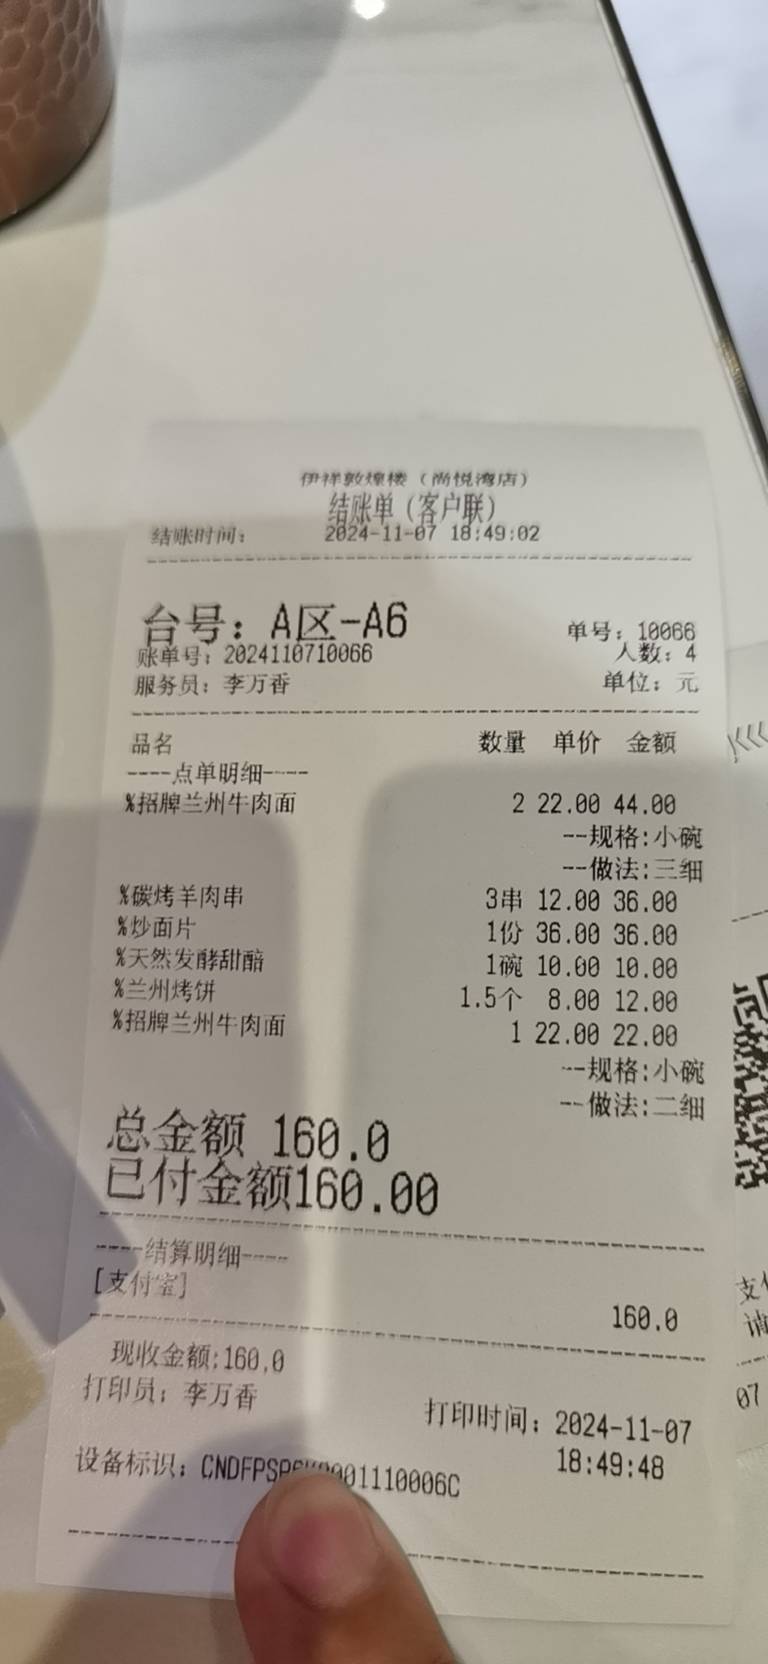 伊祥敦煌楼（尚悦湾店）
结账单（客户联）
结账时间： 2024-11-07 18:49:02
台号：A区-A6
单号：10066
账单号：2024110710066
人数：4
服务员：李万香
单位：元
品名 数量 单价 金额
----点单明细----
%招牌兰州牛肉面 2 22.00 44.00
--规格:小碗
--做法:三细
%碳烤羊肉串 3串 12.00 36.00
%炒面片 1份 36.00 36.00
%天然发酵甜醅 1碗 10.00 10.00
%兰州烤饼 1.5个 8.00 12.00
%招牌兰州牛肉面 1 22.00 22.00
--规格:小碗
--做法:二细
总金额 160.0
已付金额160.00
----结算明细----
[支付宝]
160.0
现收金额:160.0
打印员：李万香
打印时间：2024-11-07
18:49:48
设备标识：
支付
请
07